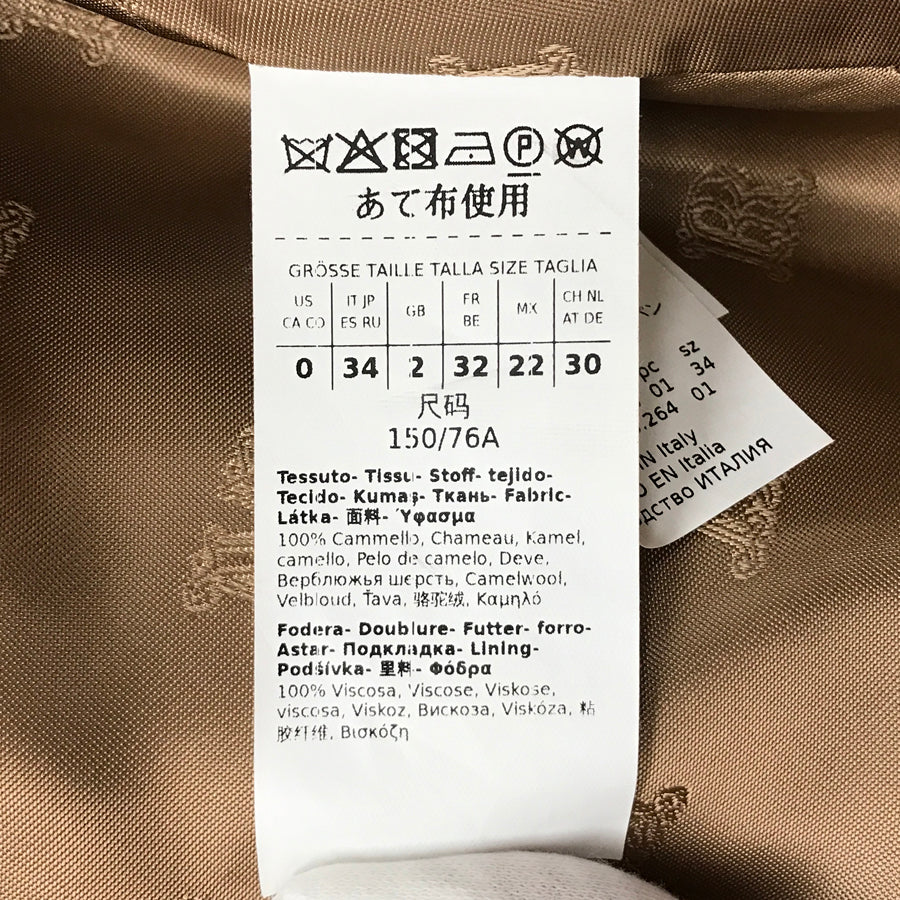 P W
あて布使用
GRÖSSE TAILLE TALLA SIZE TAGLIA
US CA CO IT JP ES RU GB FR BE MX CH NL AT DE
0 34 2 32 22 30
尺码
150/76A
Tessuto- Tissu- Stoff- tejido-
Tecido- Kumaş- Ткань- Fabric-
Látka- 面料- Ύφασμα
100% Cammello, Chameau, Kamel,
camello, Pelo de camelo, Deve,
Верблюжья шерсть, Camelwool,
Velbloud, Ťava, 骆驼绒, Καμηλό
Fodera- Doublure- Futter- forro-
Astar- Подкладка- Lining-
Podšívka- 里料- Φόδρα
100% Viscosa, Viscose, Viskose,
viscosa, Viskoz, Вискоза, Viskóza, 粘
胶纤维, Βισκόζη
pc sz
01 34
.264 01
IN Italy
EN Italia
ИТАЛИЯ